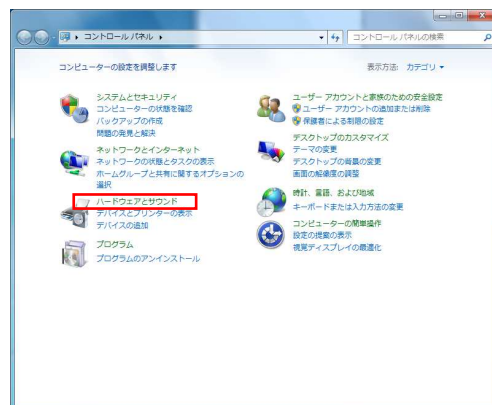 コントロール パネル
コントロール パネルの検索
コンピューターの設定を調整します
表示方法: カテゴリ
システムとセキュリティ
コンピューターの状態を確認
バックアップの作成
問題の発見と解決
ネットワークとインターネット
ネットワークの状態とタスクの表示
ホームグループと共有に関するオプションの
選択
ハードウェアとサウンド
デバイスとプリンターの表示
デバイスの追加
プログラム
プログラムのアンインストール
ユーザー アカウントと家族のための安全設定
ユーザー アカウントの追加または削除
保護者による制限の設定
デスクトップのカスタマイズ
テーマの変更
デスクトップの背景の変更
画面の解像度の調整
時計、言語、および地域
キーボードまたは入力方法の変更
コンピューターの簡単操作
設定の提案の表示
視覚ディスプレイの最適化